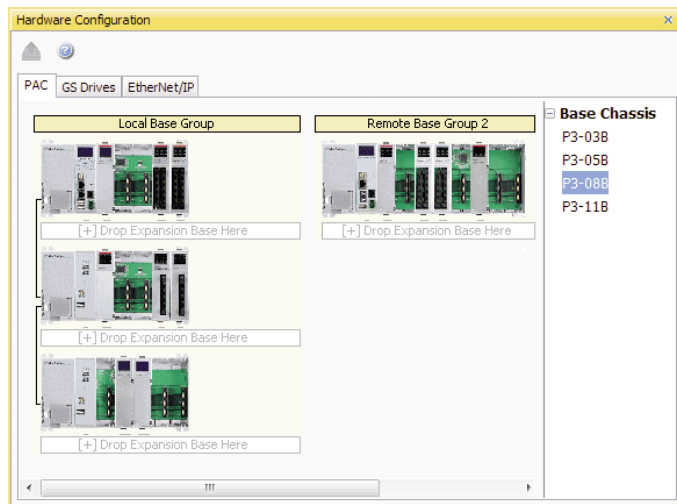 Hardware Configuration
PAC
GS Drives
EtherNet/IP
Local Base Group
[+] Drop Expansion Base Here
[+] Drop Expansion Base Here
[+] Drop Expansion Base Here
Remote Base Group 2
[+] Drop Expansion Base Here
Base Chassis
P3-03B
P3-05B
P3-08B
P3-11B